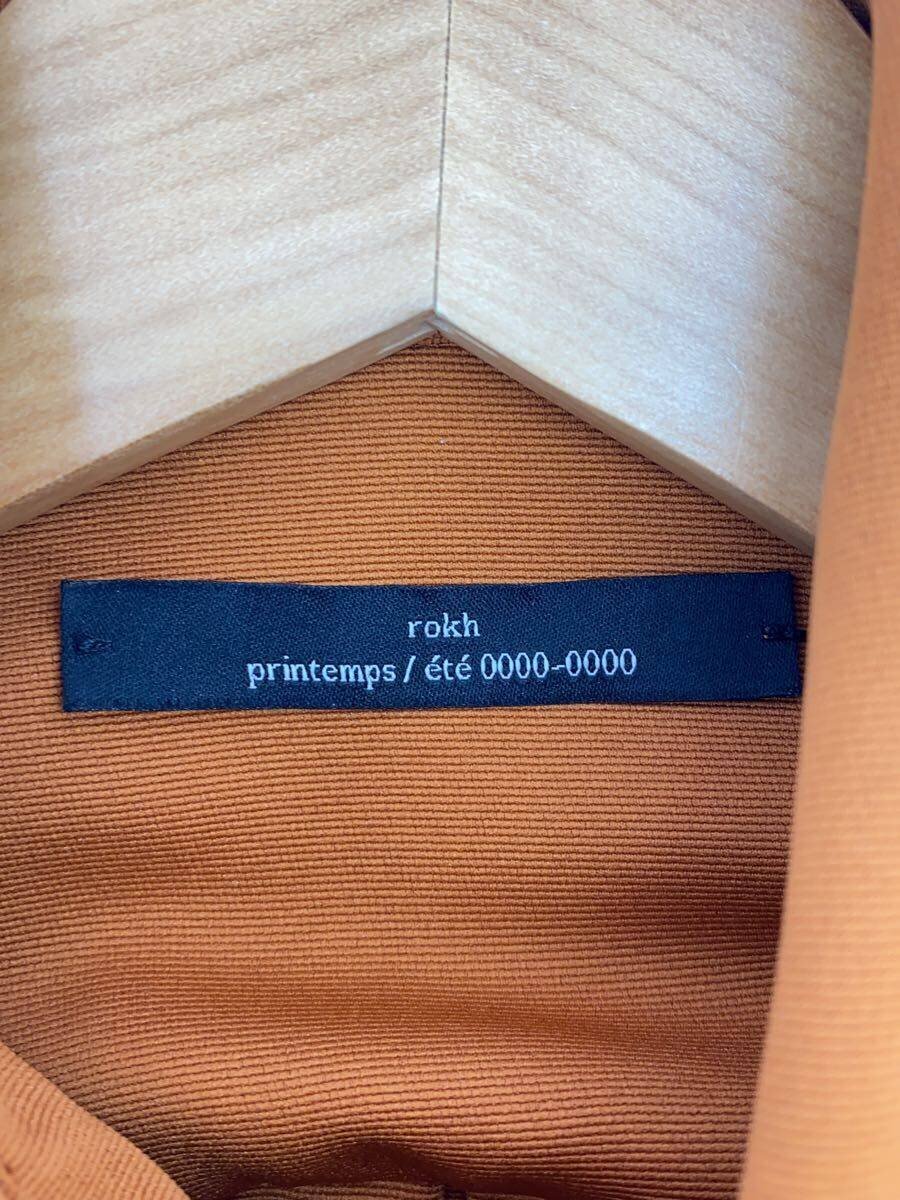 rokh
printemps / été 0000-0000